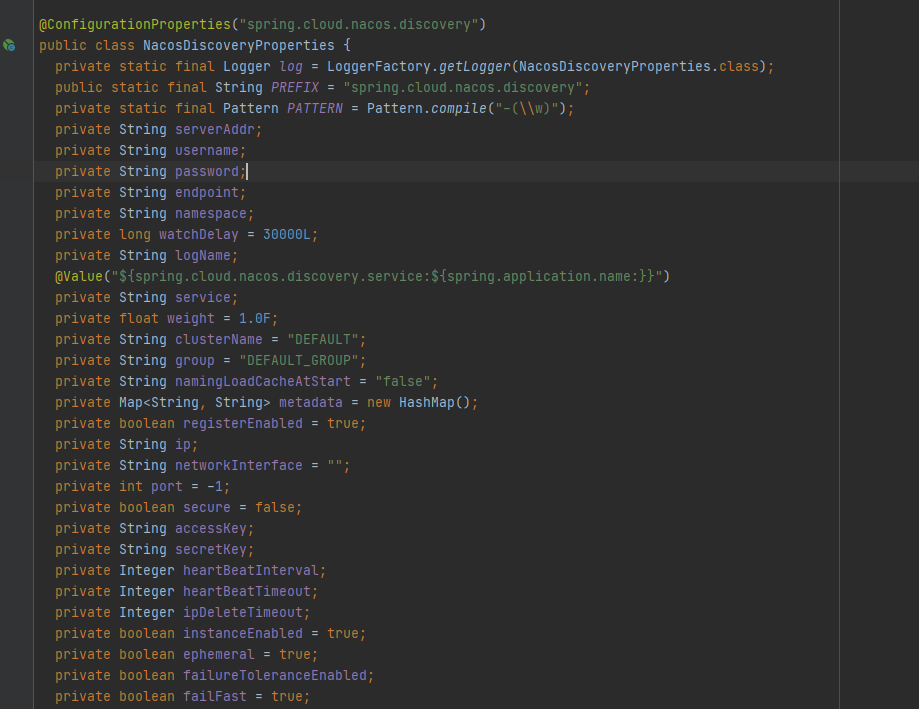 @ConfigurationProperties("spring.cloud.nacos.discovery")
public class NacosDiscoveryProperties {
private static final Logger log = LoggerFactory.getLogger(NacosDiscoveryProperties.class);
public static final String PREFIX = "spring.cloud.nacos.discovery";
private static final Pattern PATTERN = Pattern.compile("-(\\w)");
private String serverAddr;
private String username;
private String password;
private String endpoint;
private String namespace;
private long watchDelay = 30000L;
private String logName;
@Value("${spring.cloud.nacos.discovery.service:${spring.application.name:}}")
private String service;
private float weight = 1.0F;
private String clusterName = "DEFAULT";
private String group = "DEFAULT_GROUP";
private String namingLoadCacheAtStart = "false";
private Map<String, String> metadata = new HashMap();
private boolean registerEnabled = true;
private String ip;
private String networkInterface = "";
private int port = -1;
private boolean secure = false;
private String accessKey;
private String secretKey;
private Integer heartBeatInterval;
private Integer heartBeatTimeout;
private Integer ipDeleteTimeout;
private boolean instanceEnabled = true;
private boolean ephemeral = true;
private boolean failureToleranceEnabled;
private boolean failFast = true;